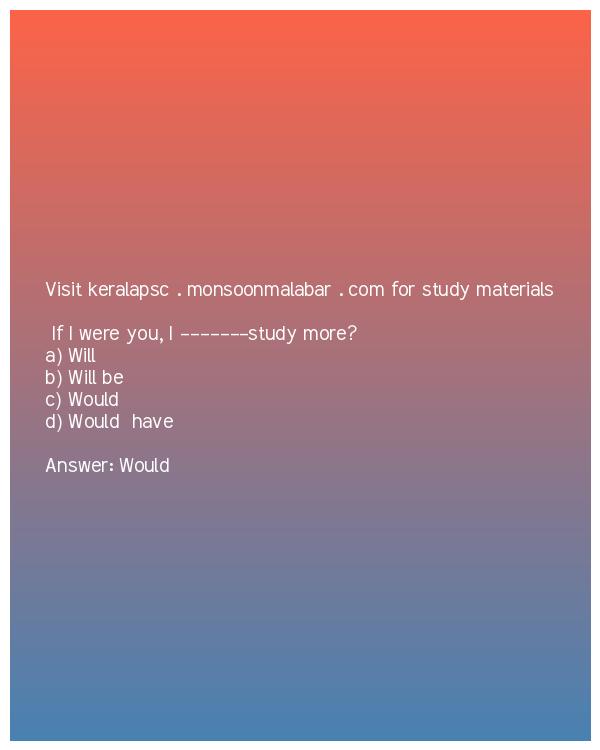 Visit keralapsc . monsoonmalabar . com for study materials
If I were you, I -------study more?
a) Will
b) Will be
c) Would
d) Would  have
Answer: Would